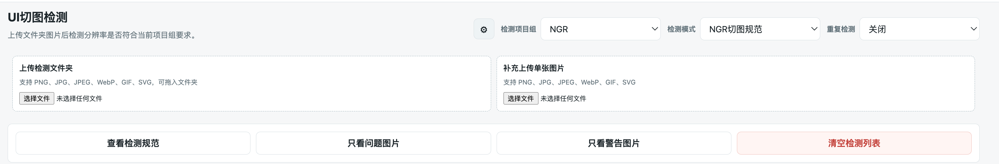 UI切图检测
上传文件夹图片后检测分辨率是否符合当前项目组要求。
检测项目组 NGR 检测模式 NGR切图规范 重复检测 关闭
上传检测文件夹
支持 PNG、JPG、JPEG、WebP、GIF、SVG，可拖入文件夹
选择文件 未选择任何文件
补充上传单张图片
支持 PNG、JPG、JPEG、WebP、GIF、SVG
选择文件 未选择任何文件
查看检测规范 只看问题图片 只看警告图片 清空检测列表